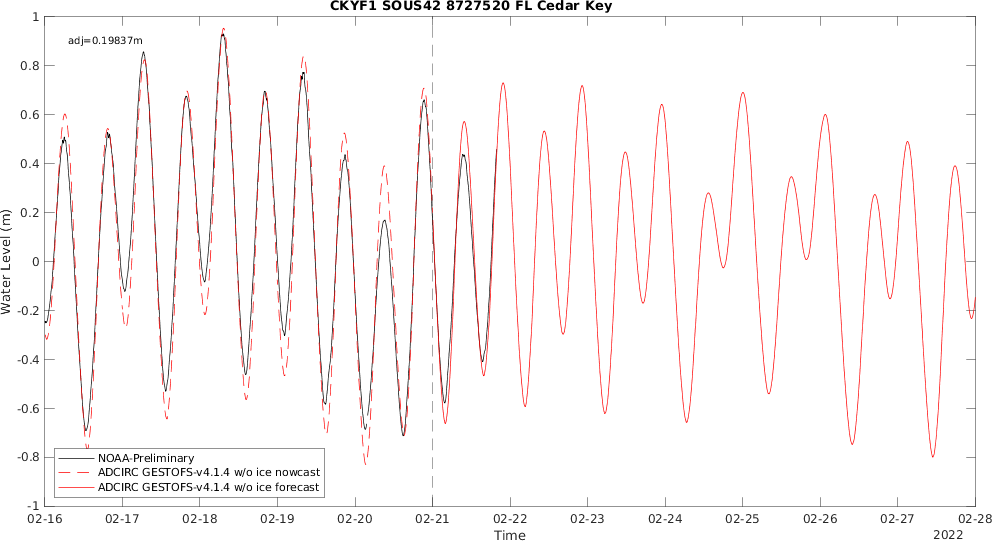 CKYF1 SOUS42 8727520 FL Cedar Key
adj=0.19837m
Water Level (m)
1
0.8
0.6
0.4
0.2
0
-0.2
-0.4
-0.6
-0.8
-1
NOAA-Preliminary
ADCIRC GESTOFS-v4.1.4 w/o ice nowcast
ADCIRC GESTOFS-v4.1.4 w/o ice forecast
02-16 02-17 02-18 02-19 02-20 02-21 02-22 02-23 02-24 02-25 02-26 02-27 02-28
Time
2022